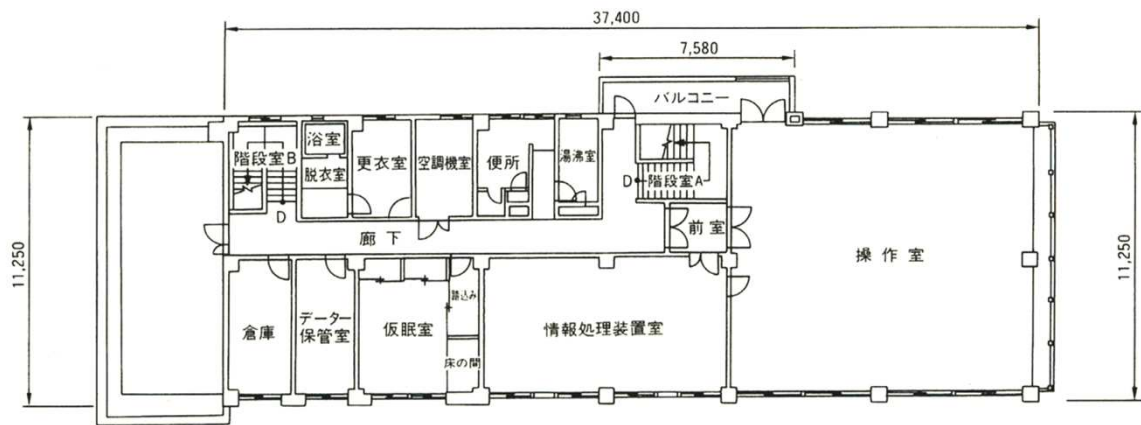 37,400
7,580
バルコニー
浴室
階段室B
脱衣室
更衣室
空調機室
便所
湯沸室
階段室A
D
D
前室
廊下
操作室
11,250
11,250
倉庫
データー
保管室
仮眠室
踏込み
床の間
情報処理装置室